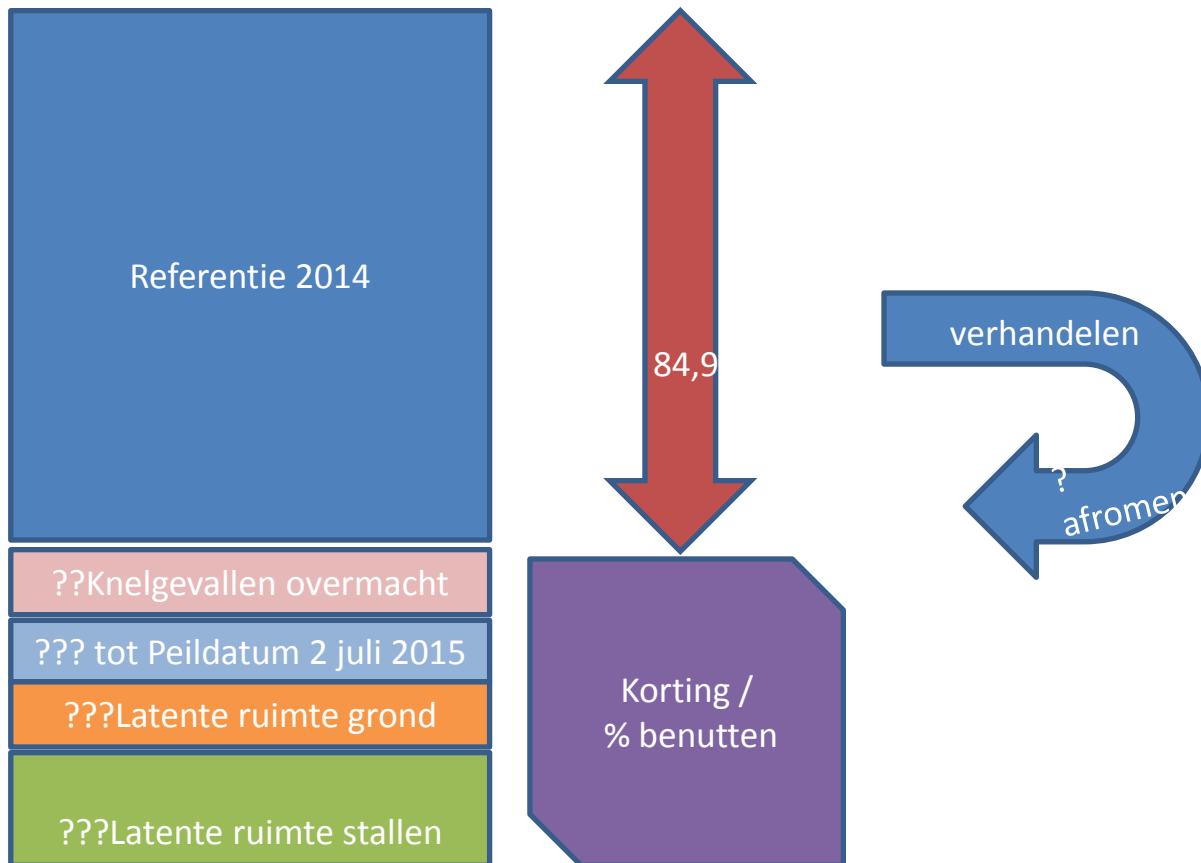 Referentie 2014
??Knelgevallen overmacht
??? tot Peildatum 2 juli 2015
???Latente ruimte grond
???Latente ruimte stallen
84,9
Korting /
% benutten
verhandelen
?
afromen